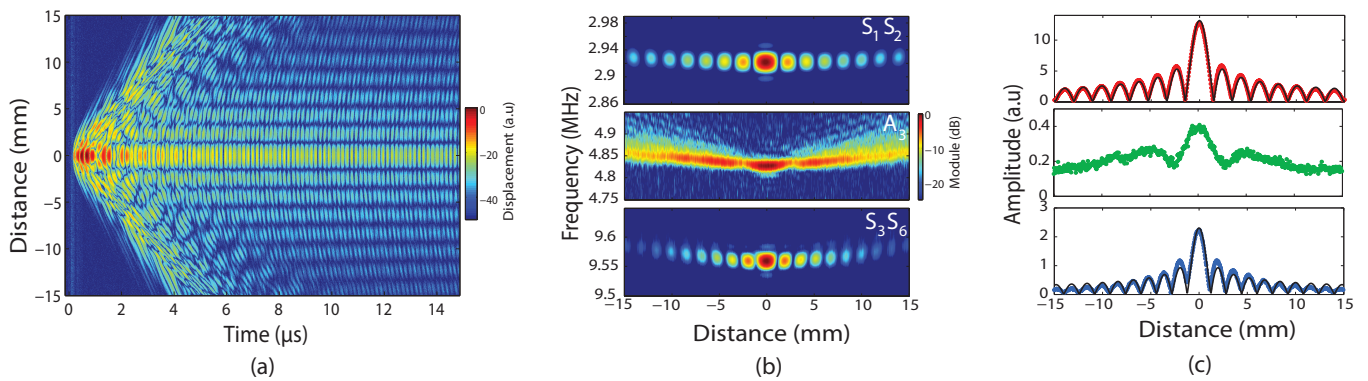 15
10
5
0
−5
−10
−15
Distance (mm)
0 2 4 6 8 10 12 14
Time (µs)
(a)
0
−20
−40
Displacement (a.u)
2.98
2.94
2.9
2.86
S1 S2
4.9
4.85
4.8
4.75
A3
9.6
9.55
9.5
S3S6
Frequency (MHz)
−15 −10 −5 0 5 10 15
Distance (mm)
(b)
0
−10
−20
Module (dB)
10
5
0
0.4
0.2
0
3
2
1
0
Amplitude (a.u)
−15 −10 −5 0 5 10 15
Distance (mm)
(c)